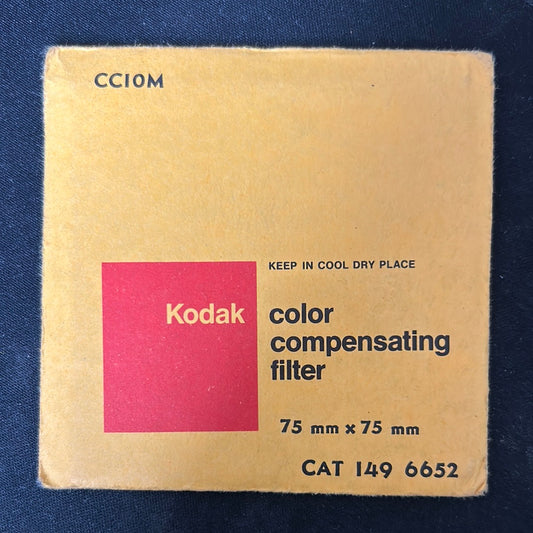 CC10M
KEEP IN COOL DRY PLACE
Kodak
color
compensating
filter
75 mm x 75 mm
CAT 149 6652